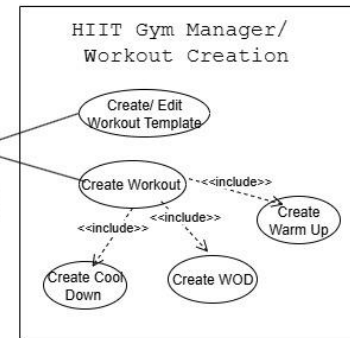 HIIT Gym Manager/
Workout Creation
Create/ Edit
Workout Template
Create Workout
<<include>>
<<include>>
<<include>>
Create
Warm Up
Create Cool
Down
Create WOD